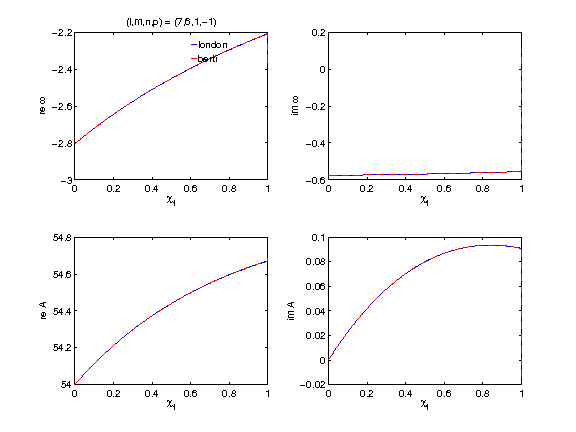 (l,m,n,p) = (7,6,1,−1)
london
berti
re ω
−2.2
−2.4
−2.6
−2.8
−3
0 0.2 0.4 0.6 0.8 1
χf
im ω
0.2
0
−0.2
−0.4
−0.6
0 0.2 0.4 0.6 0.8 1
χf
re A
54.8
54.6
54.4
54.2
54
0 0.2 0.4 0.6 0.8 1
χf
im A
0.1
0.08
0.06
0.04
0.02
0
−0.02
0 0.2 0.4 0.6 0.8 1
χf